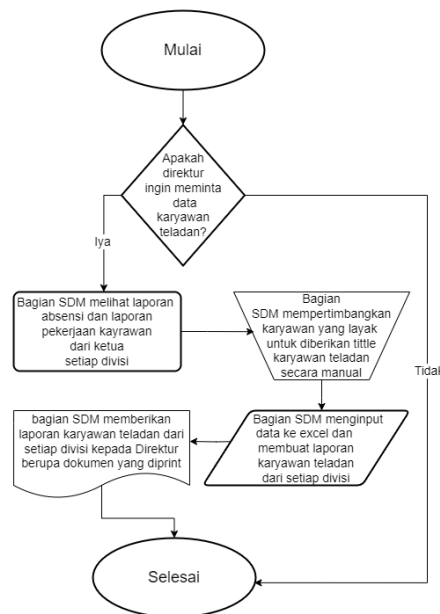 Mulai
Apakah
direktur
ingin meminta
data
karyawan
teladan?
Iya
Bagian SDM melihat laporan
absensi dan laporan
pekerjaan kayrawan
dari ketua
setiap divisi
Bagian
SDM mempertimbangkan
karyawan yang layak
untuk diberikan tittle
karyawan teladan
secara manual
Tidak
bagian SDM memberikan
laporan karyawan teladan dari
setiap divisi kepada Direktur
berupa dokumen yang diprint
Bagian SDM menginput
data ke excel dan
membuat laporan
karyawan teladan
dari setiap divisi
Selesai